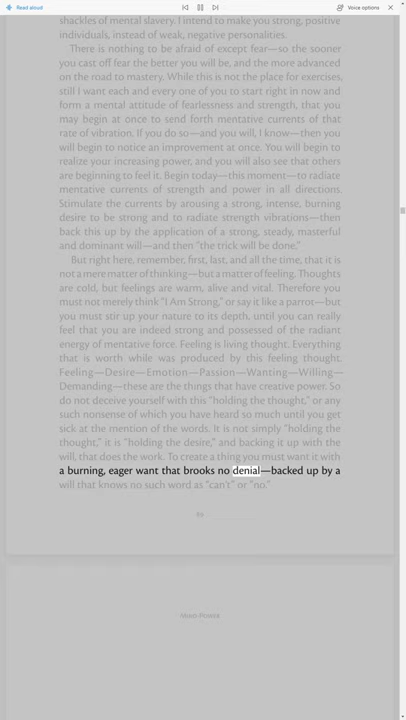 Read aloud
Voice options
shackles of mental slavery. I intend to make you strong, positive
individuals, instead of weak, negative personalities.
There is nothing to be afraid of except fear—so the sooner
you cast off fear the better you will be, and the more advanced
on the road to mastery. While this is not the place for exercises,
still I want each and every one of you to start right in now and
form a mental attitude of fearlessness and strength, that you
may begin at once to send forth mentative currents of that
rate of vibration. If you do so—and you will, I know—then you
will begin to notice an improvement at once. You will begin to
realize your increasing power, and you will also see that others
are beginning to feel it. Begin today—this moment—to radiate
mentative currents of strength and power in all directions.
Stimulate the currents by arousing a strong, intense, burning
desire to be strong and to radiate strength vibrations—then
back this up by the application of a strong, steady, masterful
and dominant will—and then "the trick will be done."
But right here, remember, first, last, and all the time, that it is
not a mere matter of thinking—but a matter of feeling. Thoughts
are cold, but feelings are warm, alive and vital. Therefore you
must not merely think "I Am Strong," or say it like a parrot—but
you must stir up your nature to its depth, until you can really
feel that you are indeed strong and possessed of the radiant
energy of mentative force. Feeling is living thought. Everything
that is worth while was produced by this feeling thought.
Feeling—Desire—Emotion—Passion—Wanting—Willing—
Demanding—these are the things that have creative power. So
do not deceive yourself with this "holding the thought," or any
such nonsense of which you have heard so much until you get
sick at the mention of the words. It is not simply "holding the
thought," it is "holding the desire," and backing it up with the
will, that does the work. To create a thing you must want it with
a burning, eager want that brooks no denial—backed up by a
will that knows no such word as "can't" or "no."